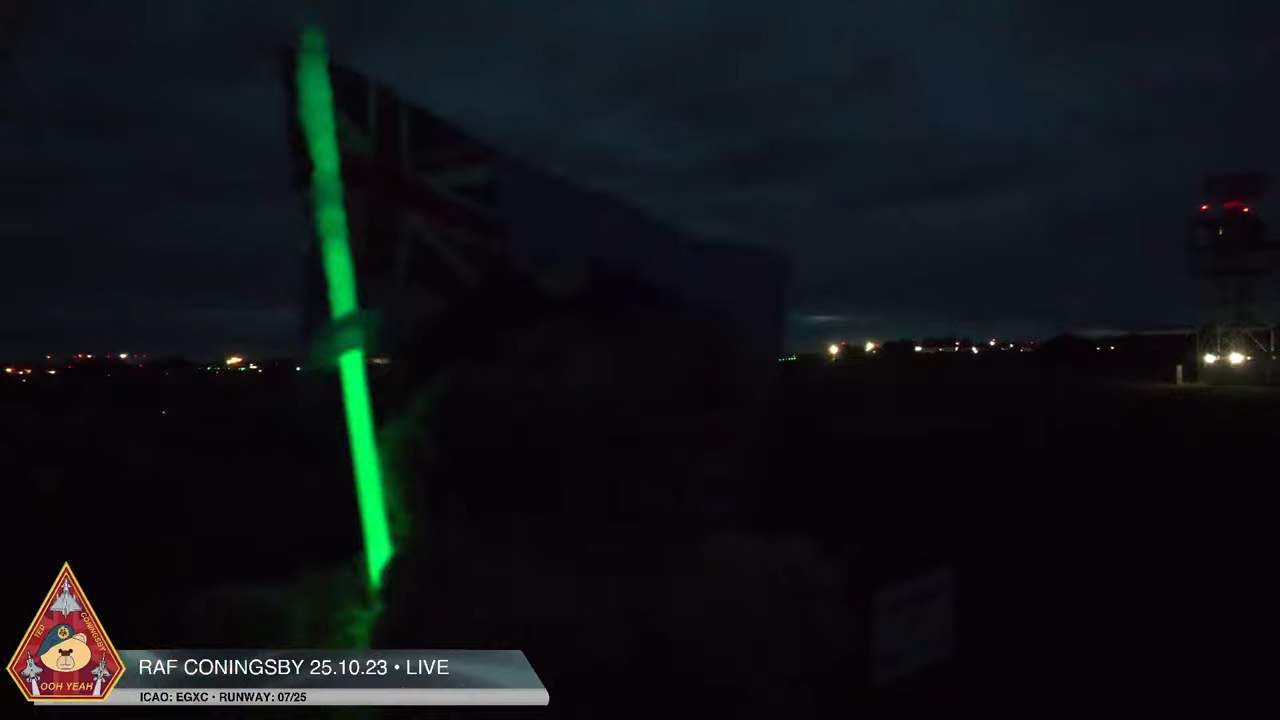 TED
CONINGSBY
OOH YEAH
RAF CONINGSBY 25.10.23 • LIVE
ICAO: EGXC • RUNWAY: 07/25